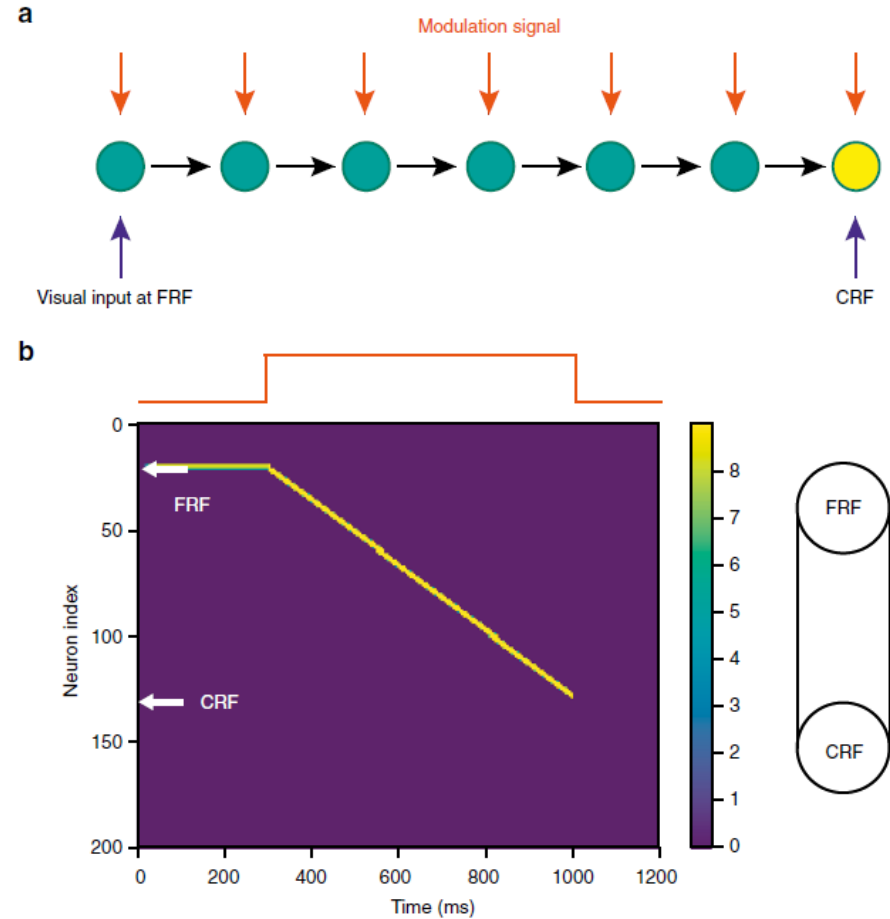 a
Modulation signal
Visual input at FRF
CRF
b
0
50
100
150
200
Neuron index
FRF
CRF
0
200
400
600
800
1000
1200
Time (ms)
8
7
6
5
4
3
2
1
0
FRF
CRF